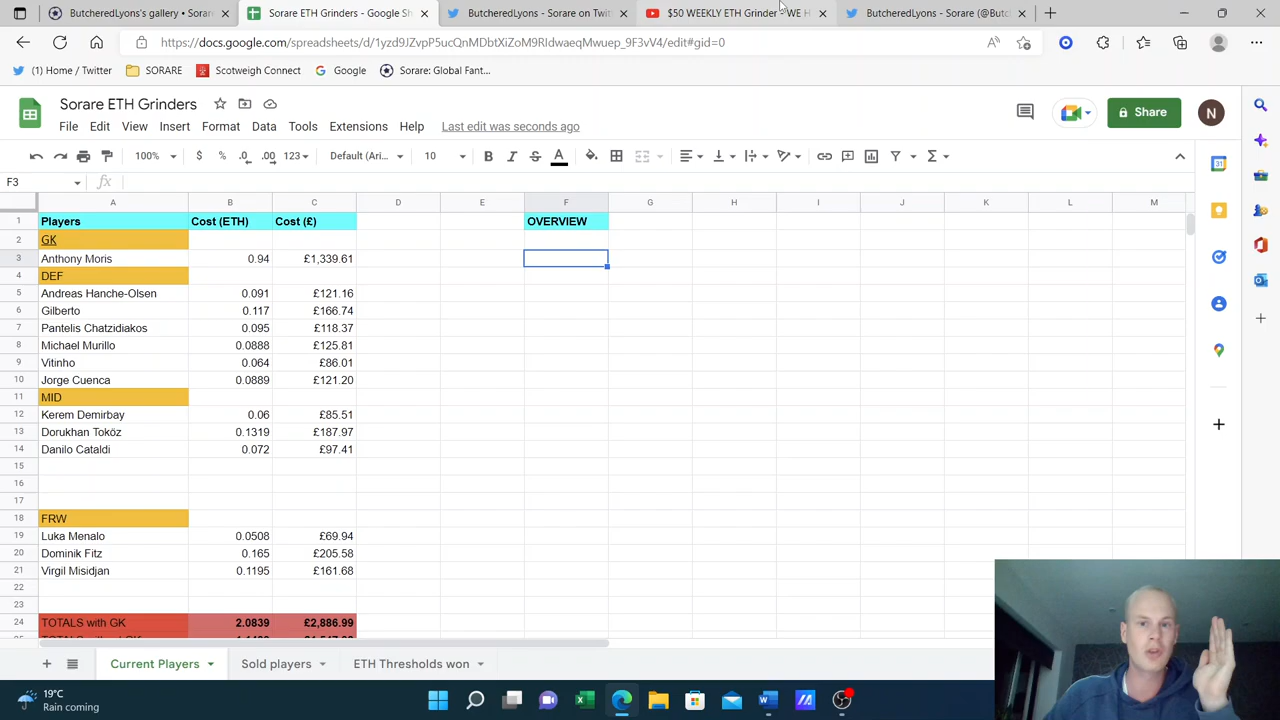 ButcheredLyons's gallery • Sorar
Sorare ETH Grinders - Google Sh
ButcheredLyons - Sorare on Twit
$50 WEEKLY ETH Grinder - WE H
ButcheredLyons - Sorare (@Butc
https://docs.google.com/spreadsheets/d/1yzd9JZvpP5ucQnMDbtXiZoM9RIdwaeqMwuep_9F3vV4/edit#gid=0
(1) Home / Twitter SORARE Scotweigh Connect Google Sorare: Global Fant...
Sorare ETH Grinders
Share N
File Edit View Insert Format Data Tools Extensions Help Last edit was seconds ago
100% $ % .0 .00 123 Default (Ari... 10 B I S A
F3 fx
A B C D E F G H I J K L M
1 Players Cost (ETH) Cost (£) OVERVIEW
2 GK
3 Anthony Moris 0.94 £1,339.61
4 DEF
5 Andreas Hanche-Olsen 0.091 £121.16
6 Gilberto 0.117 £166.74
7 Pantelis Chatzidiakos 0.095 £118.37
8 Michael Murillo 0.0888 £125.81
9 Vitinho 0.064 £86.01
10 Jorge Cuenca 0.0889 £121.20
11 MID
12 Kerem Demirbay 0.06 £85.51
13 Dorukhan Toköz 0.1319 £187.97
14 Danilo Cataldi 0.072 £97.41
15
16
17
18 FRW
19 Luka Menalo 0.0508 £69.94
20 Dominik Fitz 0.165 £205.58
21 Virgil Misidjan 0.1195 £161.68
22
23
24 TOTALS with GK 2.0839 £2,886.99
Current Players Sold players ETH Thresholds won
19°C
Rain coming